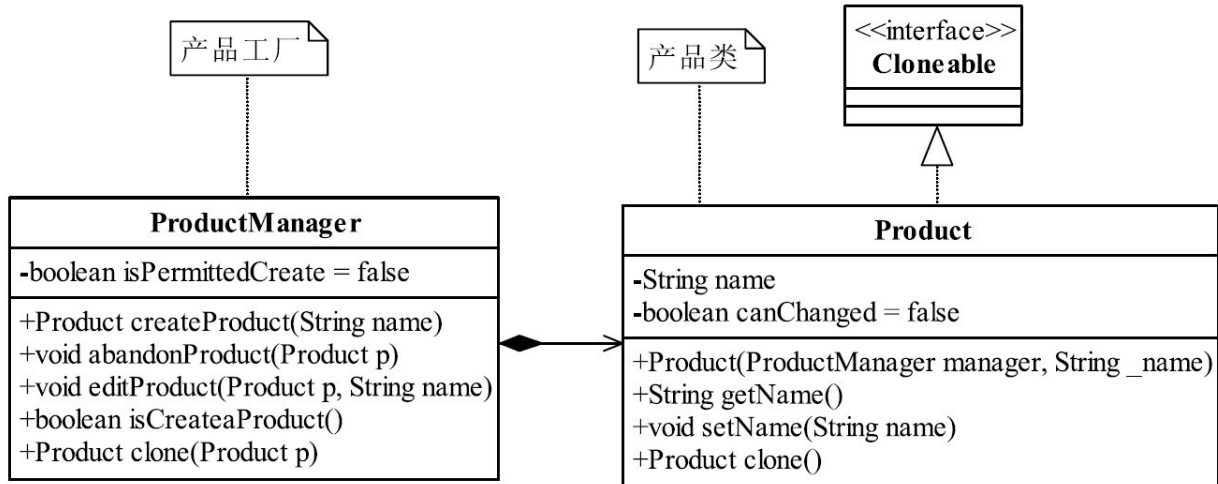 产品工厂
产品类
<<interface>>
Cloneable
ProductManager
-boolean isPermittedCreate = false
+Product createProduct(String name)
+void abandonProduct(Product p)
+void editProduct(Product p, String name)
+boolean isCreateaProduct()
+Product clone(Product p)
Product
-String name
-boolean canChanged = false
+Product(ProductManager manager, String _name)
+String getName()
+void setName(String name)
+Product clone()